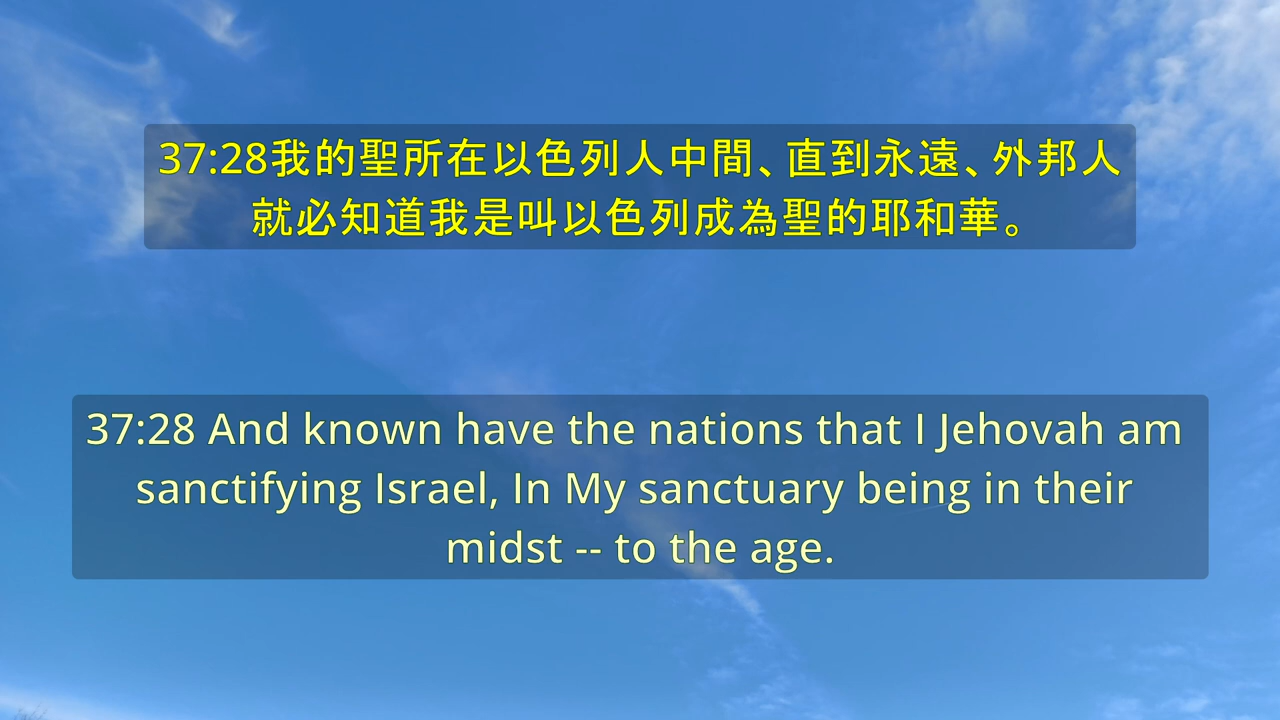 37:28我的聖所在以色列人中間、直到永遠、外邦人
就必知道我是叫以色列成為聖的耶和華。
37:28 And known have the nations that I Jehovah am
sanctifying Israel, In My sanctuary being in their
midst -- to the age.